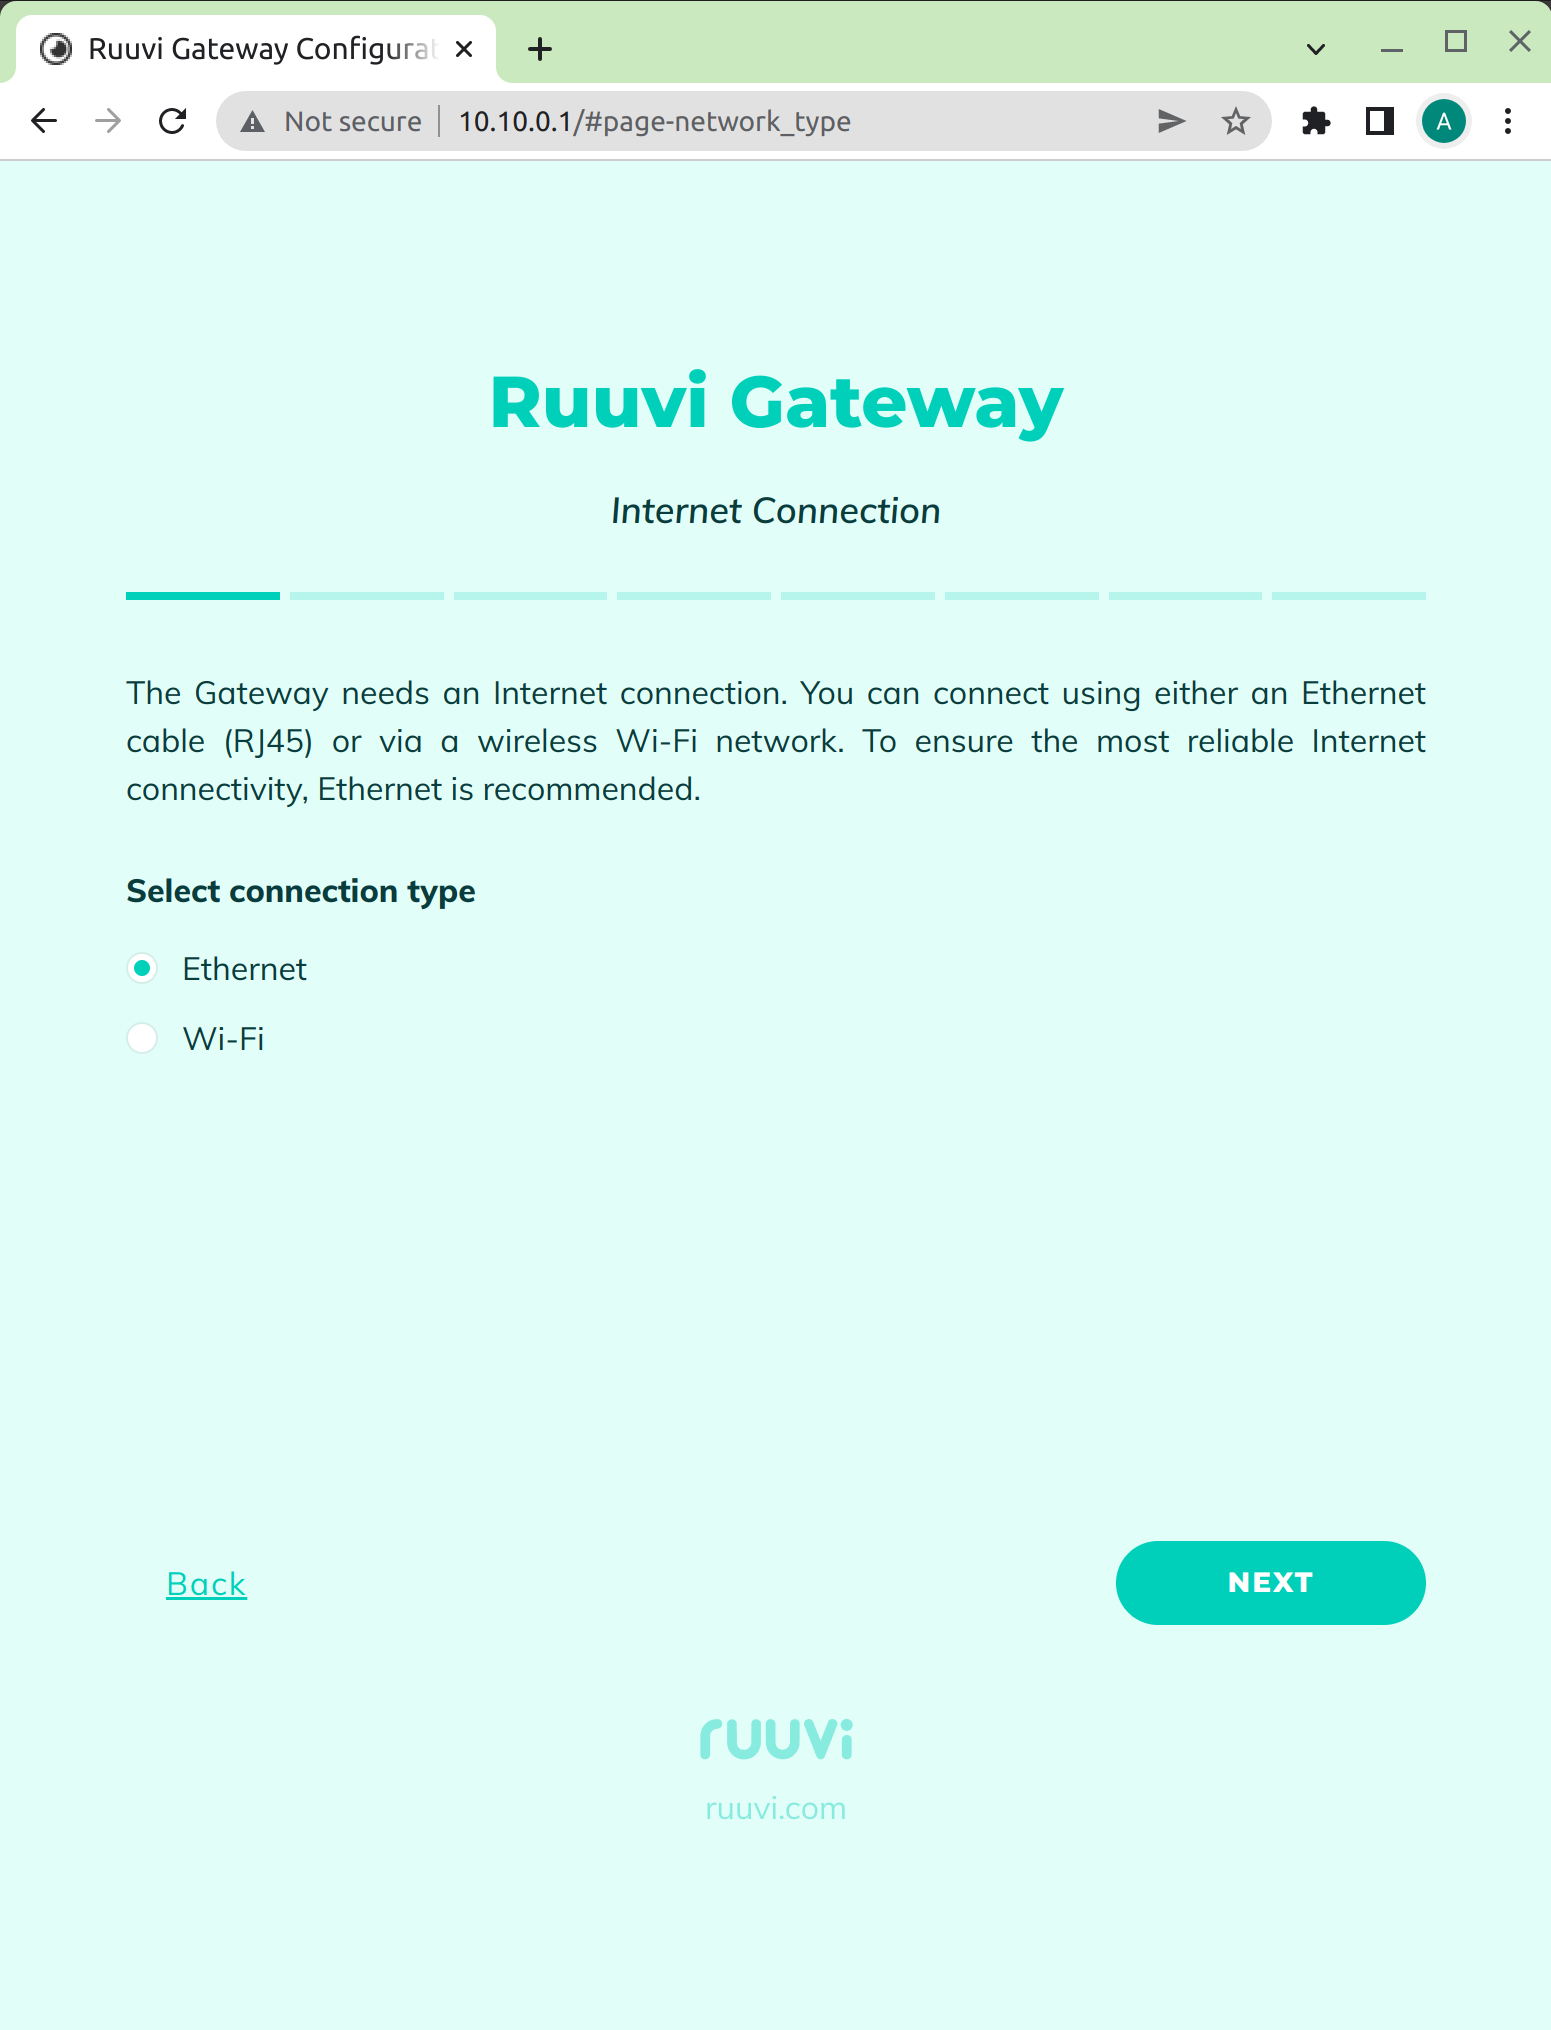 Ruuvi Gateway Configurat
Not secure
10.10.0.1/#page-network_type
A
Ruuvi Gateway
Internet Connection
The Gateway needs an Internet connection. You can connect using either an Ethernet
cable (RJ45) or via a wireless Wi-Fi network. To ensure the most reliable Internet
connectivity, Ethernet is recommended.
Select connection type
Ethernet
Wi-Fi
Back
NEXT
ruuvi
ruuvi.com